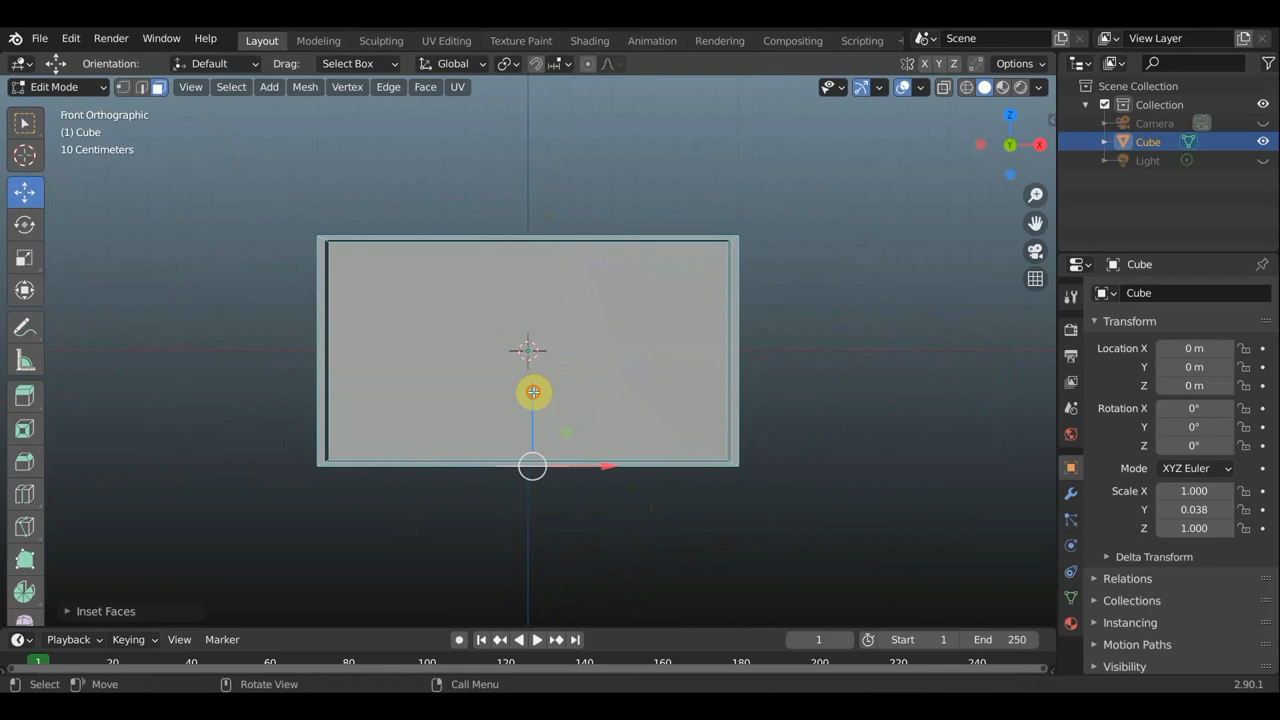 File Edit Render Window Help Layout Modeling Sculpting UV Editing Texture Paint Shading Animation Rendering Compositing Scripting + Scene View Layer
Orientation: Default Drag: Select Box Global X Y Z Options
Edit Mode View Select Add Mesh Vertex Edge Face UV
Scene Collection
Collection
Camera
Cube
Light
Front Orthographic
(1) Cube
10 Centimeters
Z
Y
X
Cube
Cube
Transform
Location X 0 m
Y 0 m
Z 0 m
Rotation X 0°
Y 0°
Z 0°
Mode XYZ Euler
Scale X 1.000
Y 0.038
Z 1.000
Delta Transform
Relations
Collections
Instancing
Motion Paths
Visibility
Inset Faces
Playback Keying View Marker 1 Start 1 End 250
1 20 40 60 80 100 120 140 160 180 200 220 240
Select Move Rotate View Call Menu 2.90.1